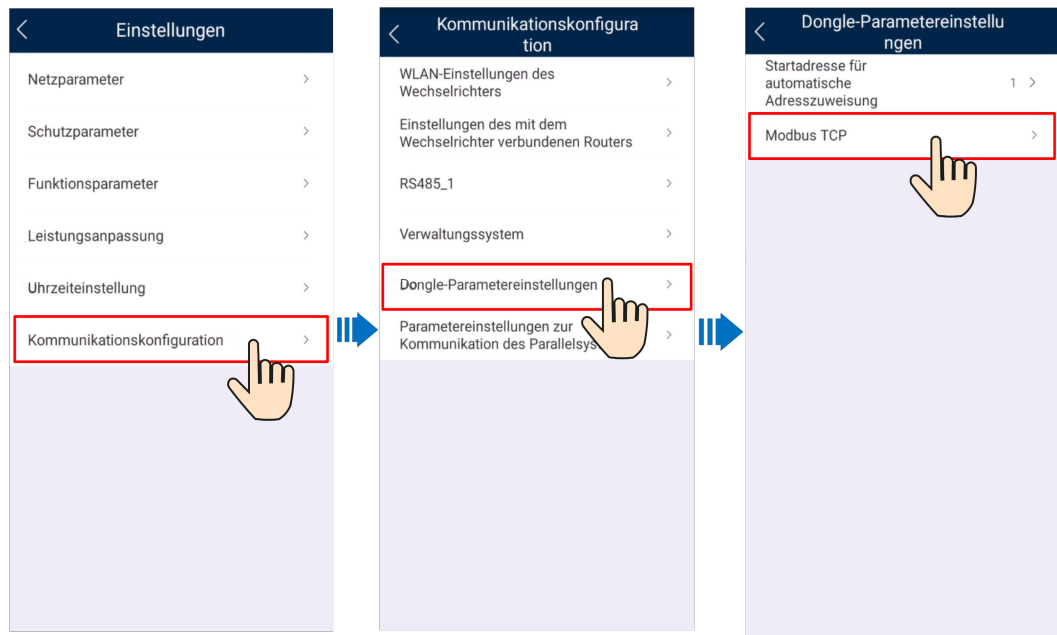 Einstellungen
Netzparameter
Schutzparameter
Funktionsparameter
Leistungsanpassung
Uhrzeiteinstellung
Kommunikationskonfiguration
Kommunikationskonfigura
tion
WLAN-Einstellungen des
Wechselrichters
Einstellungen des mit dem
Wechselrichter verbundenen Routers
RS485_1
Verwaltungssystem
Dongle-Parametereinstellungen
Parametereinstellungen zur
Kommunikation des Parallelsys
Dongle-Parametereinstellu
ngen
Startadresse für
automatische
Adresszuweisung
1
Modbus TCP